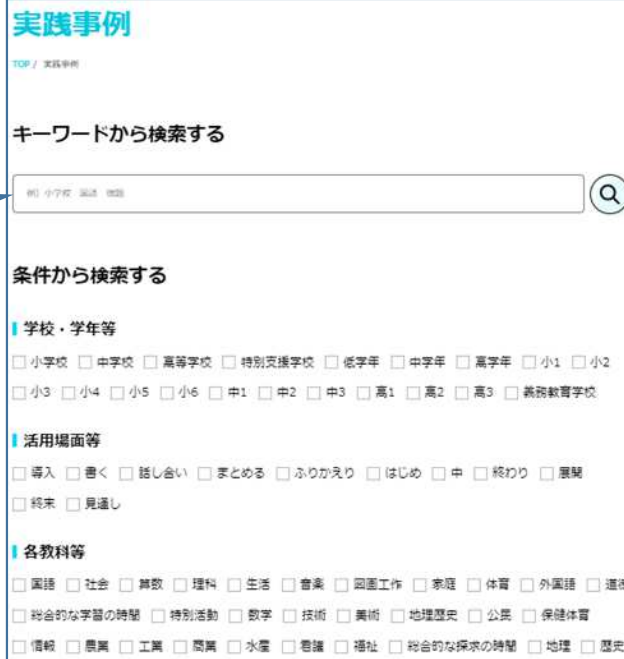 実践事例
TOP / 実践事例
キーワードから検索する
例）小学校 国語 宿題
条件から検索する
学校・学年等
小学校 中学校 高等学校 特別支援学校 低学年 中学年 高学年 小1 小2
小3 小4 小5 小6 中1 中2 中3 高1 高2 高3 義務教育学校
活用場面等
導入 書く 話し合い まとめる ふりかえり はじめ 中 終わり 展開
終末 見通し
各教科等
国語 社会 算数 理科 生活 音楽 図画工作 家庭 体育 外国語 道徳
総合的な学習の時間 特別活動 数学 技術 美術 地理歴史 公民 保健体育
情報 農業 工業 商業 水産 看護 福祉 総合的な探求の時間 地理 歴史